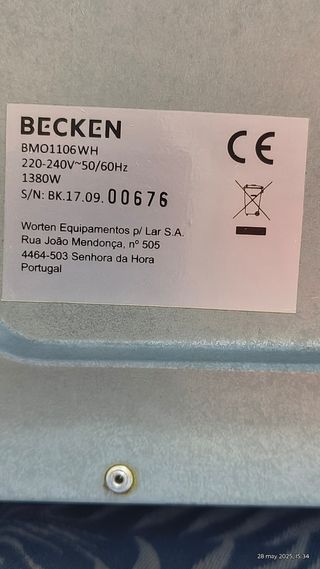 BECKEN
BMO1106WH
220-240V~50/60Hz
1380W
S/N: BK.17.09. 00676
Worten Equipamentos p/ Lar S.A.
Rua João Mendonça, nº 505
4464-503 Senhora da Hora
Portugal
CE
28 may 2025, 15:34